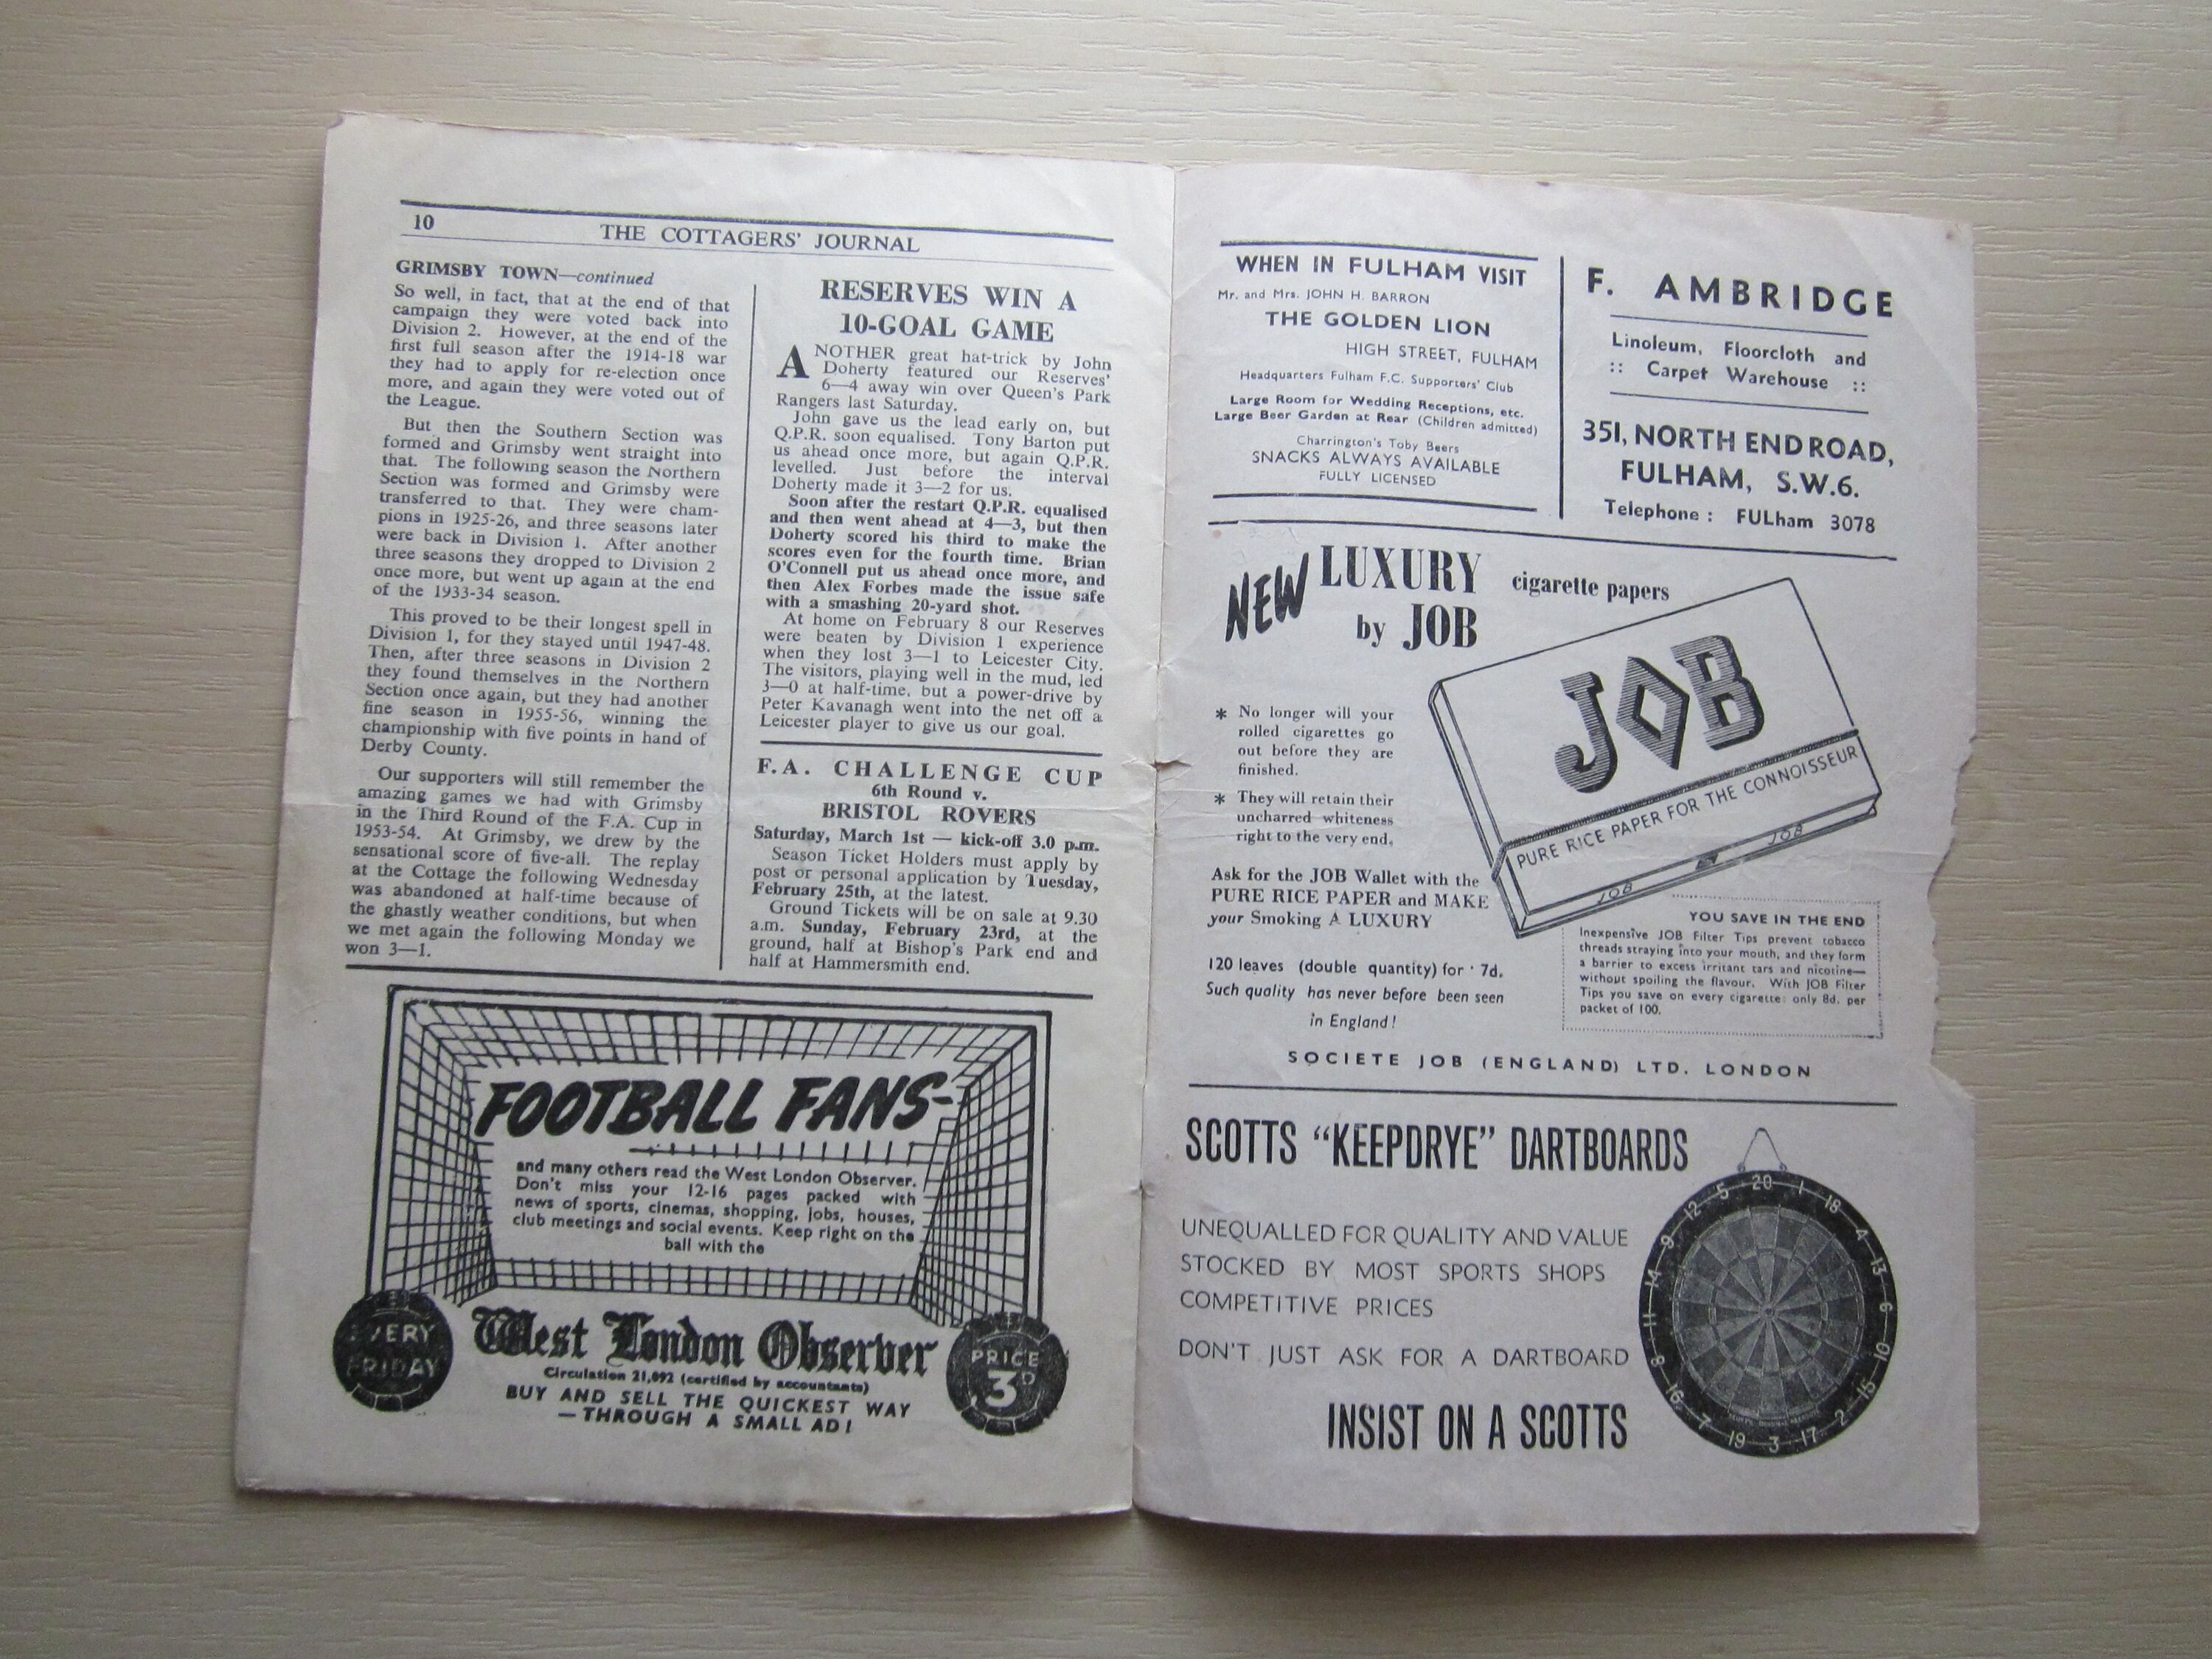 10
THE COTTAGERS' JOURNAL
GRIMSBY TOWN—continued
So well, in fact, that at the end of that
campaign they were voted back into
Division 2. However, at the end of the
first full season after the 1914-18 war
they had to apply for re-election once
more, and again they were voted out of
the League.
But then the Southern Section was
formed and Grimsby went straight into
that. The following season the Northern
Section was formed and Grimsby were
transferred to that. They were cham-
pions in 1925-26, and three seasons later
were back in Division 1. After another
three seasons they dropped to Division 2
once more, but went up again at the end
of the 1933-34 season.
This proved to be their longest spell in
Division 1, for they stayed until 1947-48.
Then, after three seasons in Division 2
they found themselves in the Northern
Section once again, but they had another
fine season in 1955-56, winning the
championship with five points in hand of
Derby County.
Our supporters will still remember the
amazing games we had with Grimsby
in the Third Round of the F.A. Cup in
1953-54. At Grimsby, we drew by the
sensational score of five-all. The replay
at the Cottage the following Wednesday
was abandoned at half-time because of
the ghastly weather conditions, but when
we met again the following Monday we
won 3—1.
RESERVES WIN A
10-GOAL GAME
ANOTHER great hat-trick by John
Doherty featured our Reserves'
6—4 away win over Queen's Park
Rangers last Saturday.
John gave us the lead early on, but
Q.P.R. soon equalised. Tony Barton put
us ahead once more, but again Q.P.R.
levelled. Just before the interval
Doherty made it 3—2 for us.
Soon after the restart Q.P.R. equalised
and then went ahead at 4—3, but then
Doherty scored his third to make the
scores even for the fourth time. Brian
O'Connell put us ahead once more, and
then Alex Forbes made the issue safe
with a smashing 20-yard shot.
At home on February 8 our Reserves
were beaten by Division 1 experience
when they lost 3—1 to Leicester City.
The visitors, playing well in the mud, led
3—0 at half-time, but a power-drive by
Peter Kavanagh went into the net off a
Leicester player to give us our goal.
F.A. CHALLENGE CUP
6th Round v.
BRISTOL ROVERS
Saturday, March 1st — kick-off 3.0 p.m.
Season Ticket Holders must apply by
post or personal application by Tuesday,
February 25th, at the latest.
Ground Tickets will be on sale at 9.30
a.m. Sunday, February 23rd, at the
ground, half at Bishop's Park end and
half at Hammersmith end.
FOOTBALL FANS-
and many others read the West London Observer.
Don't miss your 12-16 pages packed with
news of sports, cinemas, shopping, jobs, houses,
club meetings and social events. Keep right on the
ball with the
EVERY
FRIDAY
West London Observer
PRICE
3D
Circulation 21,092 (certified by accountants)
BUY AND SELL THE QUICKEST WAY
—THROUGH A SMALL AD!
WHEN IN FULHAM VISIT
Mr. and Mrs. JOHN H. BARRON
THE GOLDEN LION
HIGH STREET, FULHAM
Headquarters Fulham F.C. Supporters' Club
Large Room for Wedding Receptions, etc.
Large Beer Garden at Rear (Children admitted)
Charrington's Toby Beers
SNACKS ALWAYS AVAILABLE
FULLY LICENSED
F. AMBRIDGE
Linoleum, Floorcloth and
:: Carpet Warehouse ::
351, NORTH END ROAD,
FULHAM, S.W.6.
Telephone : FULham 3078
NEW LUXURY cigarette papers
by JOB
JOB
PURE RICE PAPER FOR THE CONNOISSEUR
JOB JOB
* No longer will your
rolled cigarettes go
out before they are
finished.
* They will retain their
uncharred whiteness
right to the very end.
Ask for the JOB Wallet with the
PURE RICE PAPER and MAKE
your Smoking A LUXURY
120 leaves (double quantity) for 7d.
Such quality has never before been seen
in England!
YOU SAVE IN THE END
Inexpensive JOB Filter Tips prevent tobacco
threads straying into your mouth, and they form
a barrier to excess irritant tars and nicotine—
without spoiling the flavour. With JOB Filter
Tips you save on every cigarette: only 8d. per
packet of 100.
SOCIETE JOB (ENGLAND) LTD. LONDON
SCOTTS "KEEPDRYE" DARTBOARDS
UNEQUALLED FOR QUALITY AND VALUE
STOCKED BY MOST SPORTS SHOPS
COMPETITIVE PRICES
DON'T JUST ASK FOR A DARTBOARD
INSIST ON A SCOTTS
20 1 18 4 13 6 10 15 2 17 3 19 7 16 8 11 14 9 12 5